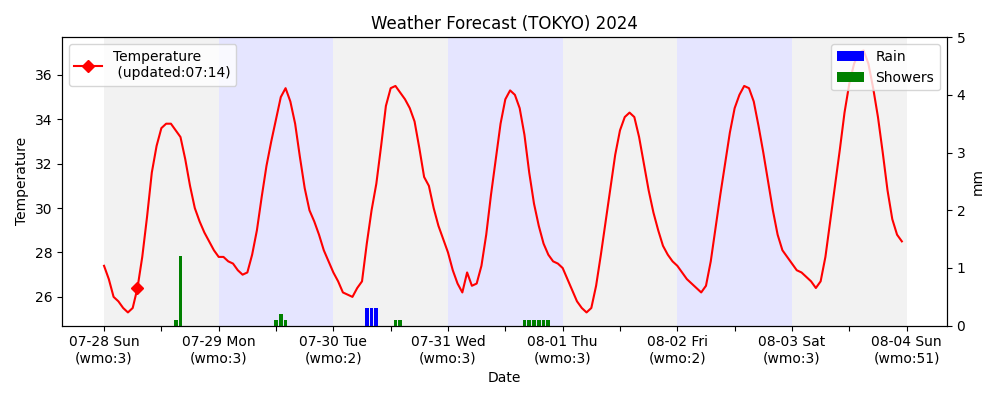 Weather Forecast (TOKYO) 2024
Temperature
(updated:07:14)
Rain
Showers
Temperature
36
34
32
30
28
26
5
4
3
2
1
0
mm
07-28 Sun
(wmo:3)
07-29 Mon
(wmo:3)
07-30 Tue
(wmo:2)
07-31 Wed
(wmo:3)
08-01 Thu
(wmo:3)
08-02 Fri
(wmo:2)
08-03 Sat
(wmo:3)
08-04 Sun
(wmo:51)
Date